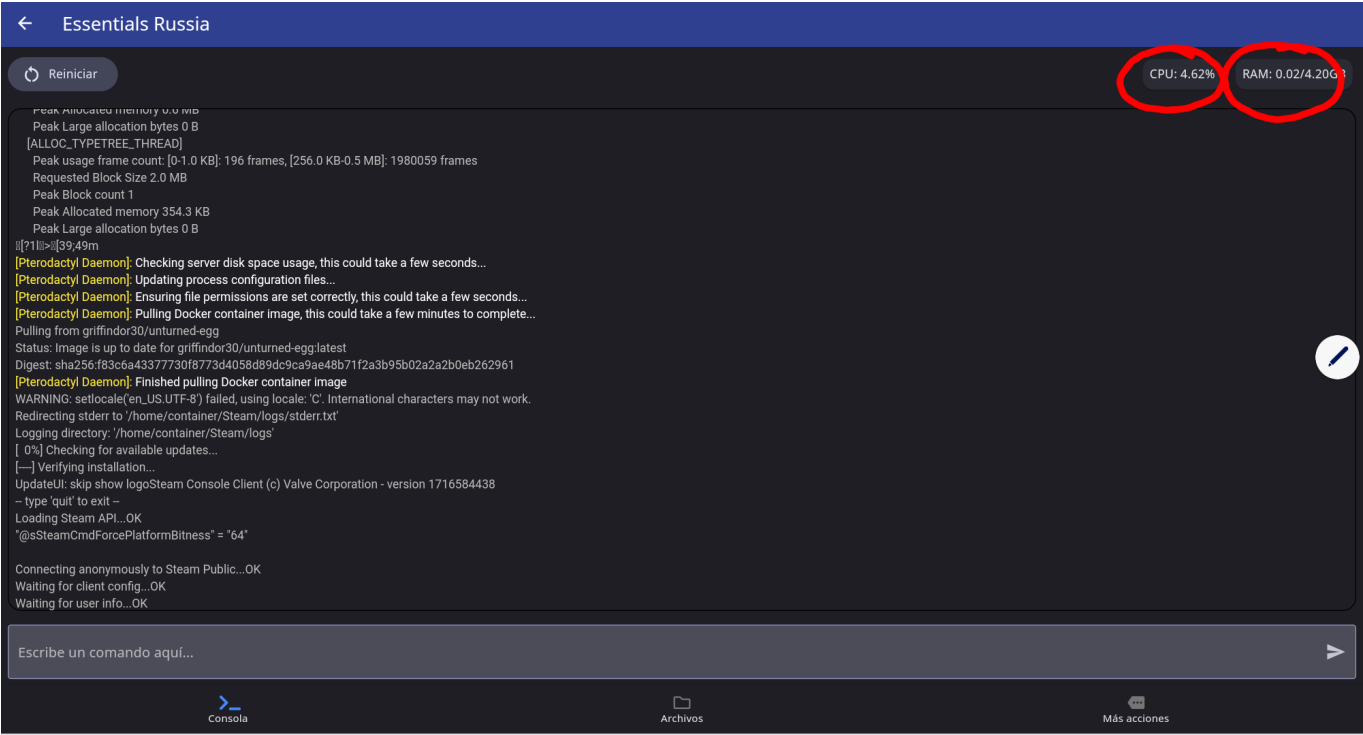 Essentials Russia
Reiniciar
CPU: 4.62%
RAM: 0.02/4.20GB
Peak Allocated memory 0.0 MB
Peak Large allocation bytes 0 B
[ALLOC_TYPETREE_THREAD]
Peak usage frame count: [0-1.0 KB]: 196 frames, [256.0 KB-0.5 MB]: 1980059 frames
Requested Block Size 2.0 MB
Peak Block count 1
Peak Allocated memory 354.3 KB
Peak Large allocation bytes 0 B
[?1l>[39;49m
[Pterodactyl Daemon]: Checking server disk space usage, this could take a few seconds...
[Pterodactyl Daemon]: Updating process configuration files...
[Pterodactyl Daemon]: Ensuring file permissions are set correctly, this could take a few seconds...
[Pterodactyl Daemon]: Pulling Docker container image, this could take a few minutes to complete...
Pulling from griffindor30/unturned-egg
Status: Image is up to date for griffindor30/unturned-egg:latest
Digest: sha256:f83c6a43377730f8773d4058d89dc9ca9ae48b71f2a3b95b02a2a2b0eb262961
[Pterodactyl Daemon]: Finished pulling Docker container image
WARNING: setlocale('en_US.UTF-8') failed, using locale: 'C'. International characters may not work.
Redirecting stderr to '/home/container/Steam/logs/stderr.txt'
Logging directory: '/home/container/Steam/logs'
[ 0%] Checking for available updates...
[----] Verifying installation...
UpdateUI: skip show logoSteam Console Client (c) Valve Corporation - version 1716584438
-- type 'quit' to exit --
Loading Steam API...OK
"@sSteamCmdForcePlatformBitness" = "64"
Connecting anonymously to Steam Public...OK
Waiting for client config...OK
Waiting for user info...OK
Escribe un comando aquí...
Consola
Archivos
Más acciones